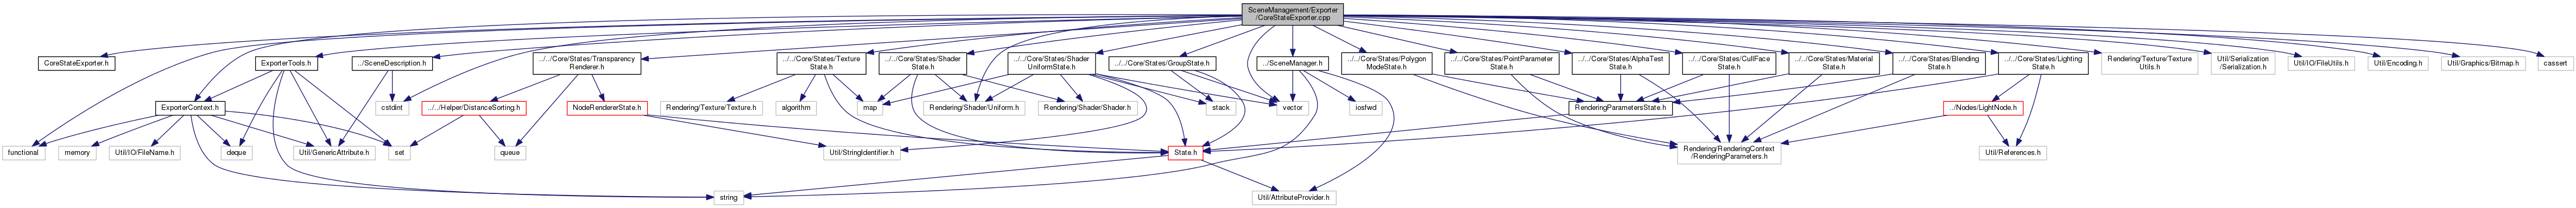 SceneManagement/Exporter
/CoreStateExporter.cpp
CoreStateExporter.h
ExporterTools.h
../SceneDescription.h
../../Core/States/Transparency
Renderer.h
../../Core/States/Texture
State.h
../../Core/States/Shader
State.h
../../Core/States/Shader
UniformState.h
../../Core/States/GroupState.h
../SceneManager.h
../../Core/States/Polygon
ModeState.h
../../Core/States/PointParameter
State.h
../../Core/States/AlphaTest
State.h
../../Core/States/CullFace
State.h
../../Core/States/Material
State.h
../../Core/States/Blending
State.h
../../Core/States/Lighting
State.h
Rendering/Texture/Texture
Utils.h
Util/Serialization
/Serialization.h
Util/IO/FileUtils.h
Util/Encoding.h
Util/Graphics/Bitmap.h
cassert
ExporterContext.h
cstdint
../../Helper/DistanceSorting.h
NodeRendererState.h
Rendering/Texture/Texture.h
algorithm
map
Rendering/Shader/Uniform.h
Rendering/Shader/Shader.h
stack
vector
iosfwd
RenderingParametersState.h
../Nodes/LightNode.h
functional
memory
Util/IO/FileName.h
deque
Util/GenericAttribute.h
set
queue
Util/StringIdentifier.h
State.h
Rendering/RenderingContext
/RenderingParameters.h
Util/References.h
string
Util/AttributeProvider.h